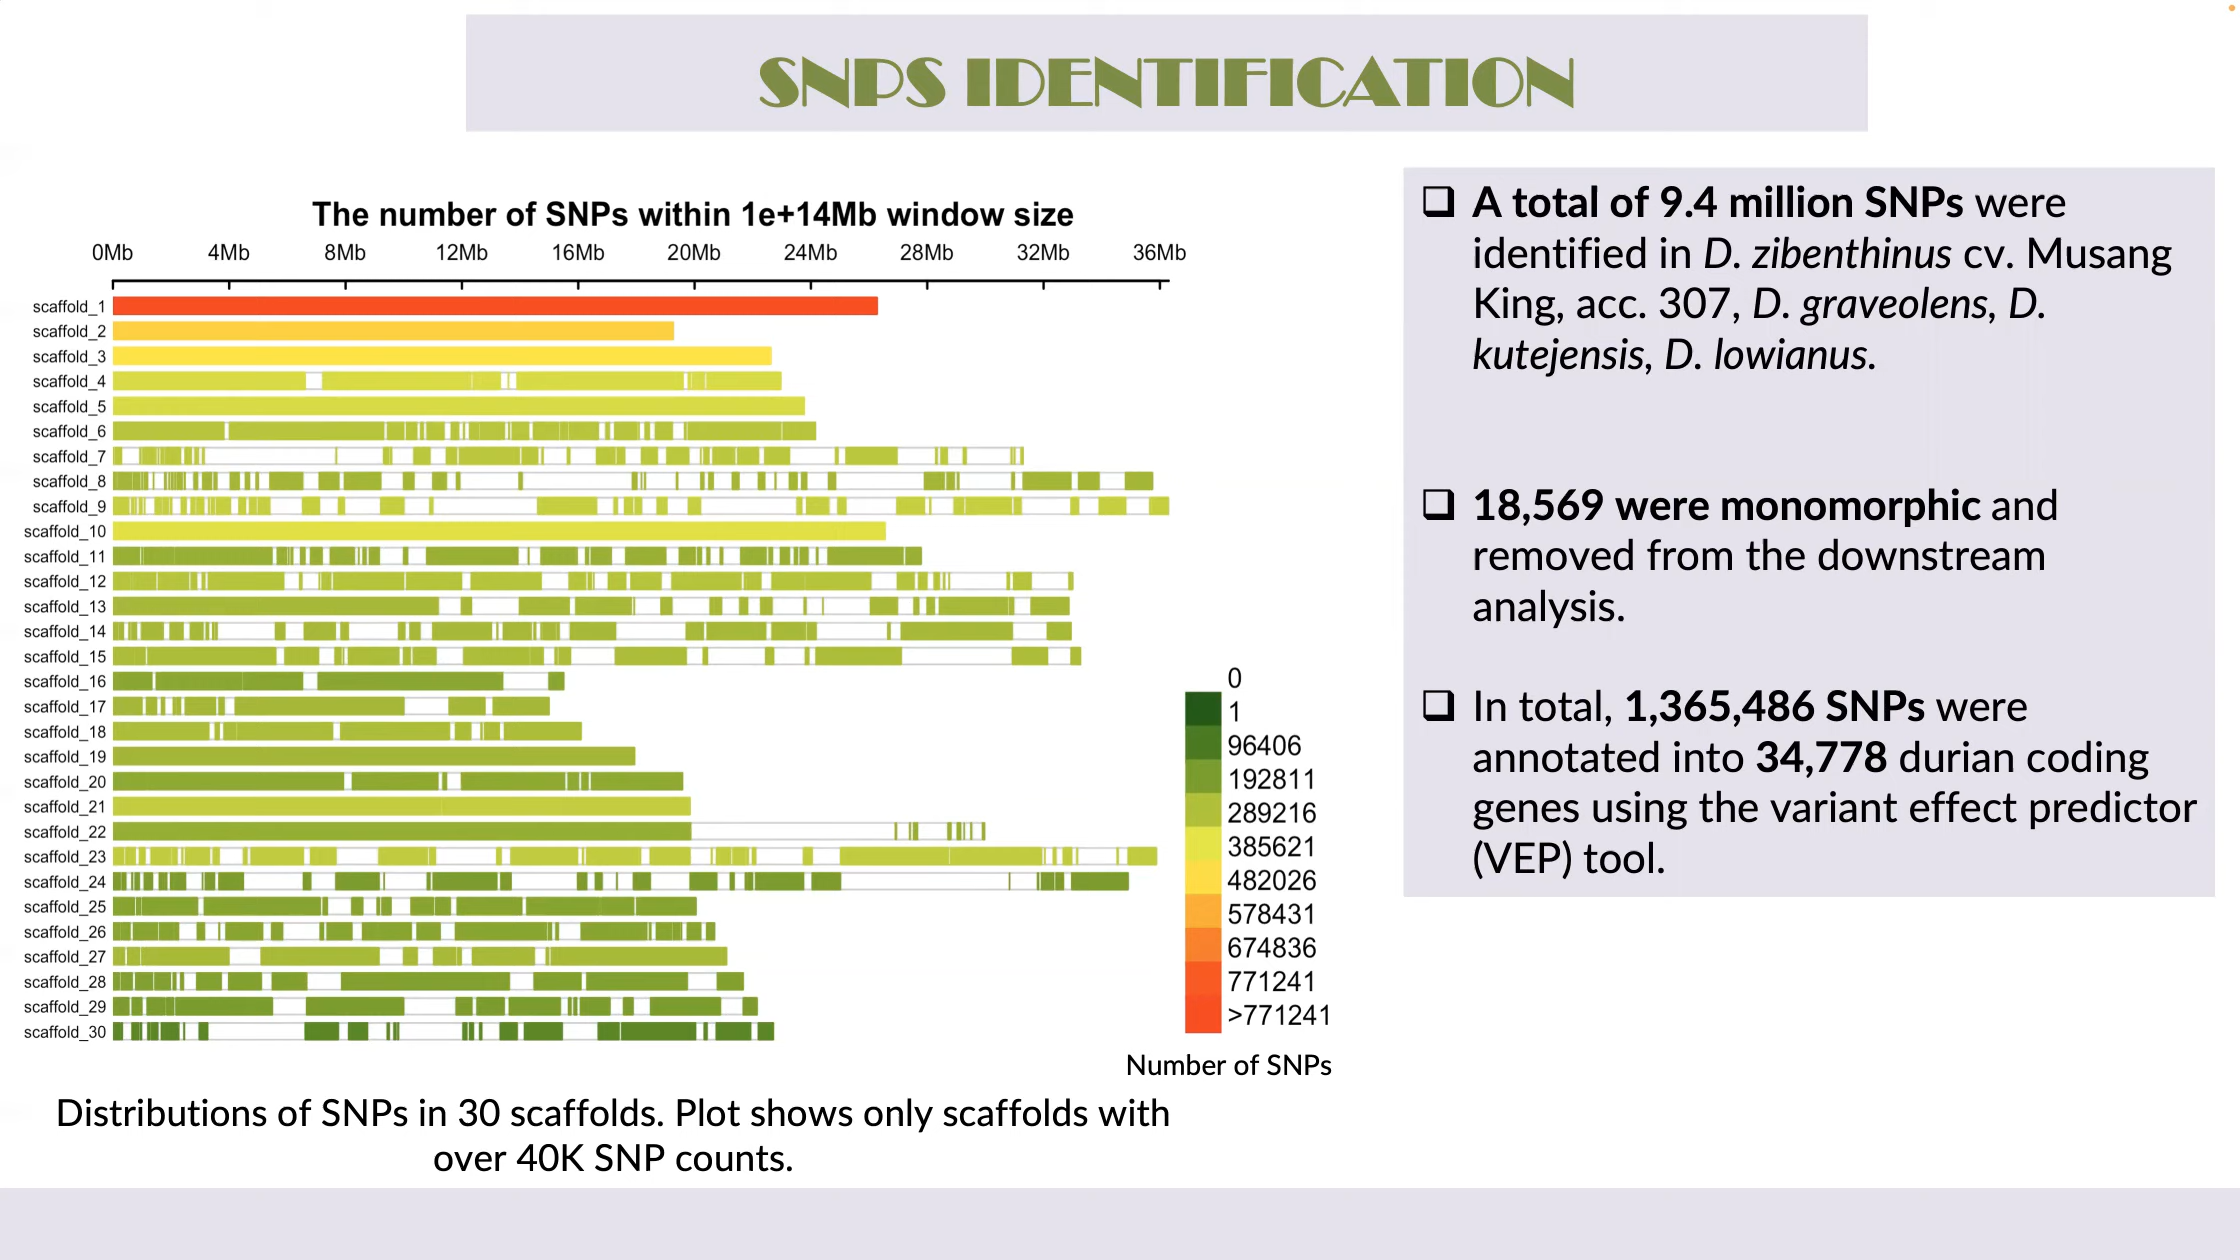 SNPS IDENTIFICATION
The number of SNPs within 1e+14Mb window size
0Mb 4Mb 8Mb 12Mb 16Mb 20Mb 24Mb 28Mb 32Mb 36Mb
scaffold_1
scaffold_2
scaffold_3
scaffold_4
scaffold_5
scaffold_6
scaffold_7
scaffold_8
scaffold_9
scaffold_10
scaffold_11
scaffold_12
scaffold_13
scaffold_14
scaffold_15
scaffold_16
scaffold_17
scaffold_18
scaffold_19
scaffold_20
scaffold_21
scaffold_22
scaffold_23
scaffold_24
scaffold_25
scaffold_26
scaffold_27
scaffold_28
scaffold_29
scaffold_30
0
1
96406
192811
289216
385621
482026
578431
674836
771241
>771241
Number of SNPs
Distributions of SNPs in 30 scaffolds. Plot shows only scaffolds with
over 40K SNP counts.
❑ A total of 9.4 million SNPs were
identified in D. zibenthinus cv. Musang
King, acc. 307, D. graveolens, D.
kutejensis, D. lowianus.
❑ 18,569 were monomorphic and
removed from the downstream
analysis.
❑ In total, 1,365,486 SNPs were
annotated into 34,778 durian coding
genes using the variant effect predictor
(VEP) tool.